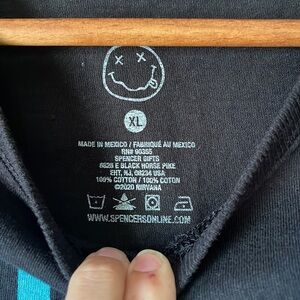 XL
MADE IN MEXICO / FABRIQUÉ AU MEXICO
RN# 90355
SPENCER GIFTS
6826 E BLACK HORSE PIKE
EHT, NJ, 08234 USA
100% COTTON / 100% COTON
©2020 NIRVANA
WWW.SPENCERSONLINE.COM